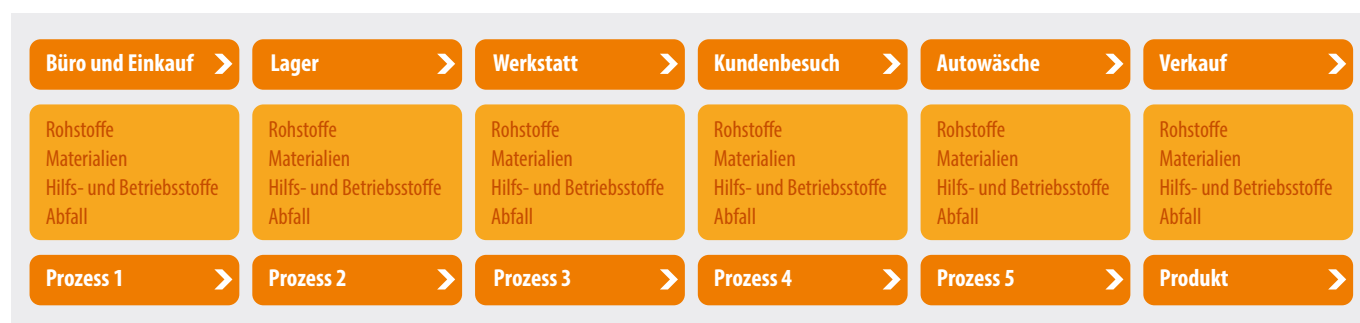 Büro und Einkauf
Lager
Werkstatt
Kundenbesuch
Autowäsche
Verkauf
Rohstoffe
Materialien
Hilfs- und Betriebsstoffe
Abfall
Rohstoffe
Materialien
Hilfs- und Betriebsstoffe
Abfall
Rohstoffe
Materialien
Hilfs- und Betriebsstoffe
Abfall
Rohstoffe
Materialien
Hilfs- und Betriebsstoffe
Abfall
Rohstoffe
Materialien
Hilfs- und Betriebsstoffe
Abfall
Rohstoffe
Materialien
Hilfs- und Betriebsstoffe
Abfall
Prozess 1
Prozess 2
Prozess 3
Prozess 4
Prozess 5
Produkt